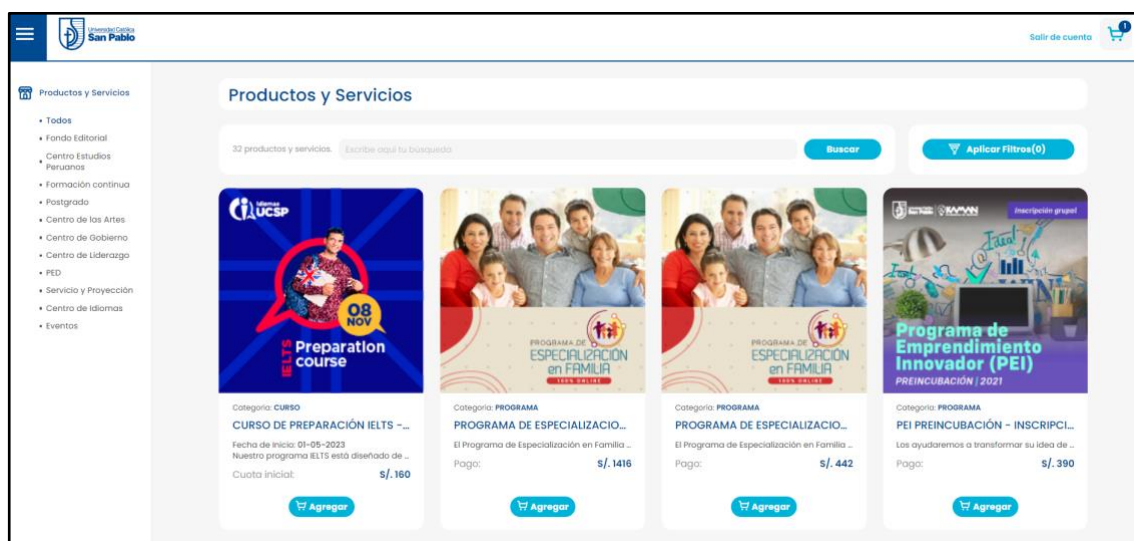 Universidad Católica
San Pablo
Salir de cuenta
1
Productos y Servicios
Todos
Fondo Editorial
Centro Estudios
Peruanos
Formación continua
Postgrado
Centro de las Artes
Centro de Gobierno
Centro de Liderazgo
PED
Servicio y Proyección
Centro de Idiomas
Eventos
Productos y Servicios
32 productos y servicios.
Escribe aquí tu búsqueda
Buscar
Aplicar Filtros(0)
Idiomas
UCSP
08
NOV
IELTS
Preparation
course
Categoría: CURSO
CURSO DE PREPARACIÓN IELTS -...
Fecha de Inicio: 01-05-2023
Nuestro programa IELTS está diseñado de ...
Cuota inicial:
S/. 160
Agregar
PROGRAMA DE
ESPECIALIZACIÓN
en FAMILIA
100% ONLINE
Categoría: PROGRAMA
PROGRAMA DE ESPECIALIZACIO...
El Programa de Especialización en Familia ...
Pago:
S/. 1416
Agregar
PROGRAMA DE
ESPECIALIZACIÓN
en FAMILIA
100% ONLINE
Categoría: PROGRAMA
PROGRAMA DE ESPECIALIZACIO...
El Programa de Especialización en Familia ...
Pago:
S/. 442
Agregar
San Pablo
KAMAN
Inscripción grupal
Idea!
Programa de
Emprendimiento
Innovador (PEI)
PREINCUBACIÓN | 2021
Categoría: PROGRAMA
PEI PREINCUBACIÓN - INSCRIPCI...
Los ayudaremos a transformar su idea de ...
Pago:
S/. 390
Agregar